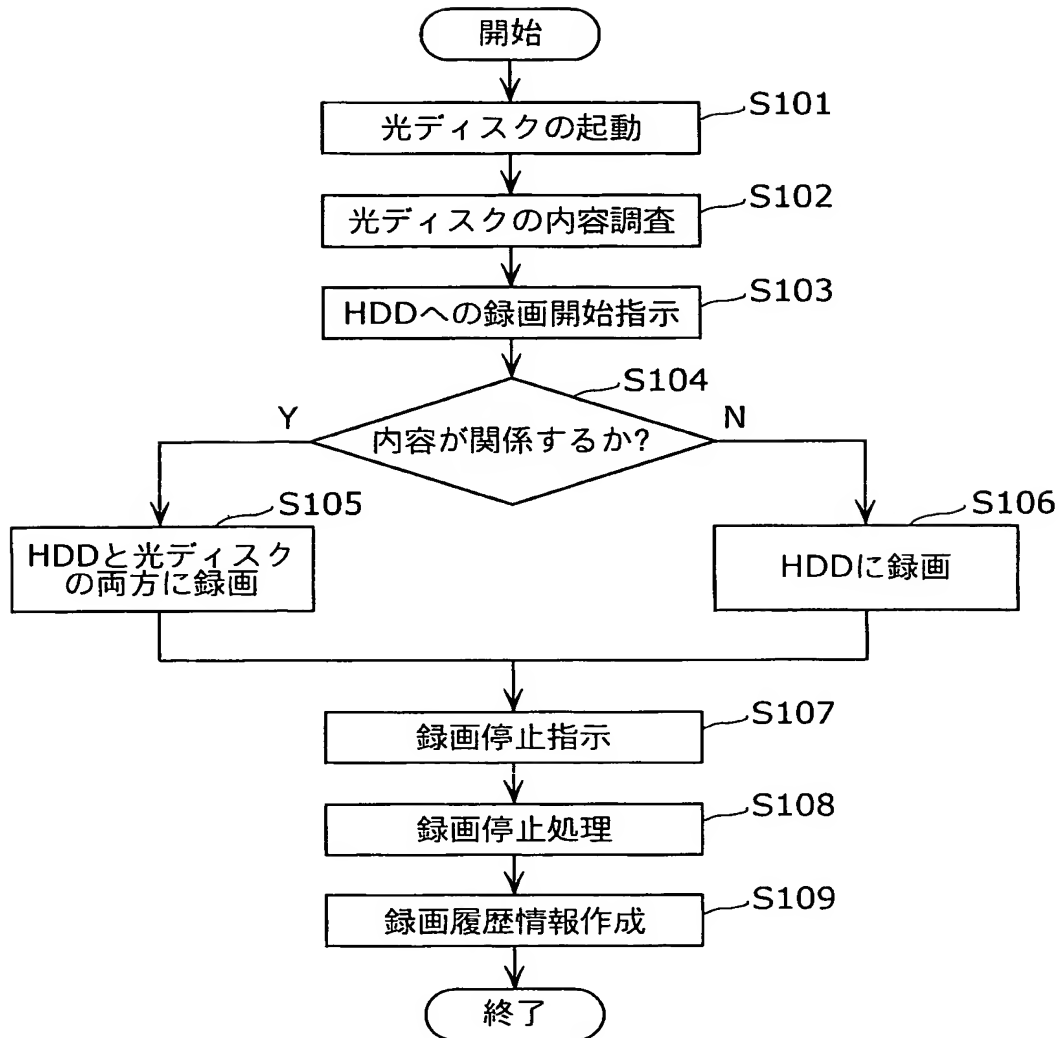 開始
光ディスクの起動
S101
光ディスクの内容調査
S102
HDDへの録画開始指示
S103
内容が関係するか?
S104
Y
N
HDDと光ディスク
の両方に録画
S105
HDDに録画
S106
録画停止指示
S107
録画停止処理
S108
録画履歴情報作成
S109
終了